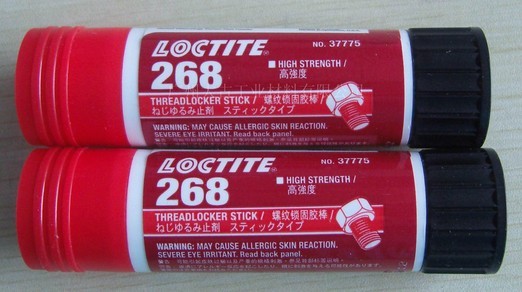 LOCTITE®
NO. 37775
268
■ HIGH STRENGTH /
高強度
THREADLOCKER STICK / 螺纹锁固胶棒 /
ねじゆるみ止剤 スティックタイプ
WARNING: MAY CAUSE ALLERGIC SKIN REACTION.
SEVERE EYE IRRITANT. Read back panel.
LOCTITE®
NO. 37775
268
■ HIGH STRENGTH /
高強度
THREADLOCKER STICK / 螺纹锁固胶棒 /
ねじゆるみ止剤 スティックタイプ
WARNING: MAY CAUSE ALLERGIC SKIN REACTION.
SEVERE EYE IRRITANT. Read back panel.